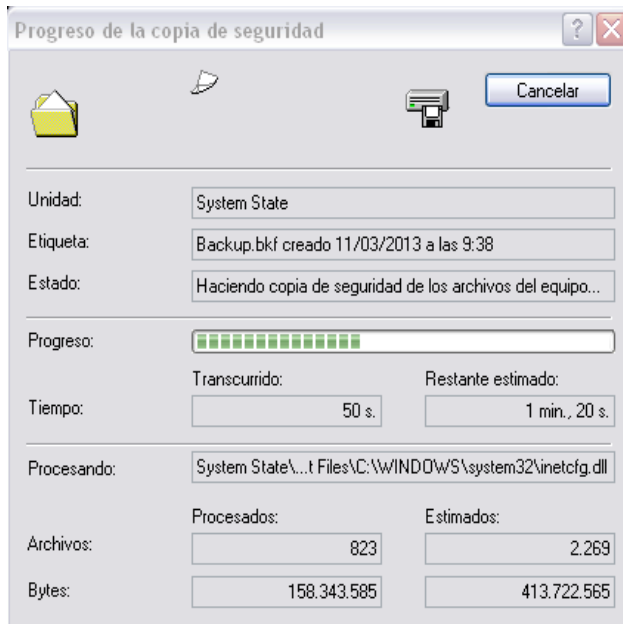 Progreso de la copia de seguridad
Cancelar
Unidad: System State
Etiqueta: Backup.bkf creado 11/03/2013 a las 9:38
Estado: Haciendo copia de seguridad de los archivos del equipo...
Progreso:
Transcurrido: Restante estimado:
Tiempo: 50 s. 1 min., 20 s.
Procesando: System State\...t Files\C:\WINDOWS\system32\inetcfg.dll
Procesados: Estimados:
Archivos: 823 2.269
Bytes: 158.343.585 413.722.565